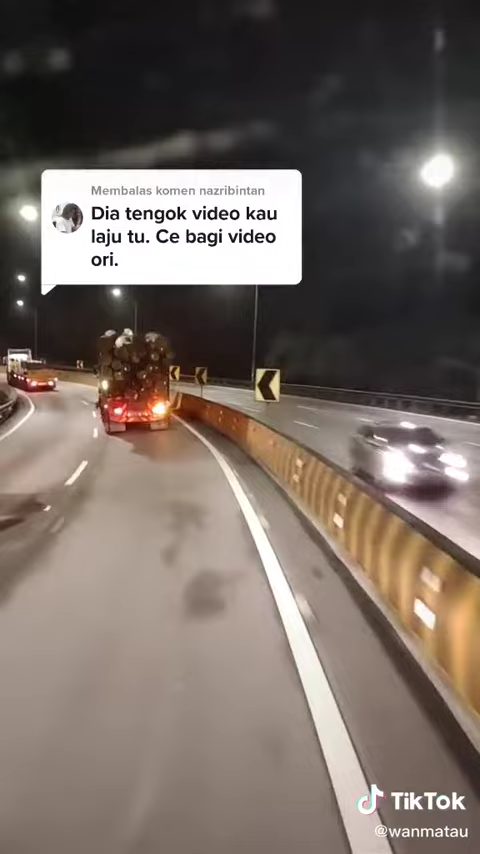 Membalas komen nazribintan
Dia tengok video kau
laju tu. Ce bagi video
ori.
TikTok
@wanmatau